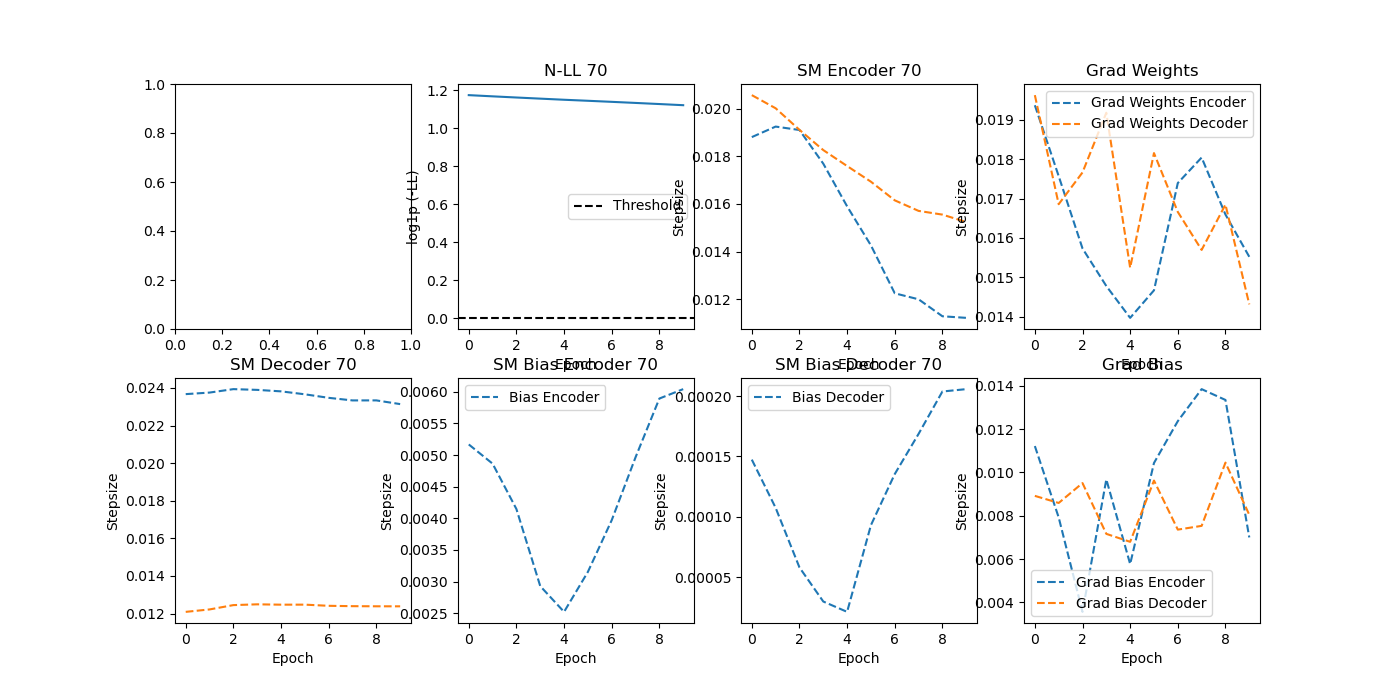 N-LL 70
SM Encoder 70
Grad Weights
1.0
0.8
0.6
0.4
0.2
0.0
0.0 0.2 0.4 0.6 0.8 1.0
log1p (-LL)
1.2
1.0
0.8
0.6
0.4
0.2
0.0
Threshold
0 2 4 6 8
Epoch
Stepsize
0.020
0.018
0.016
0.014
0.012
0 2 4 6 8
Epoch
Stepsize
0.019
0.018
0.017
0.016
0.015
0.014
Grad Weights Encoder
Grad Weights Decoder
0 2 4 6 8
Epoch
SM Decoder 70
SM Bias Encoder 70
SM Bias Decoder 70
Grad Bias
Stepsize
0.024
0.022
0.020
0.018
0.016
0.014
0.012
0 2 4 6 8
Epoch
Stepsize
0.0060
0.0055
0.0050
0.0045
0.0040
0.0035
0.0030
0.0025
Bias Encoder
0 2 4 6 8
Epoch
Stepsize
0.00020
0.00015
0.00010
0.00005
Bias Decoder
0 2 4 6 8
Epoch
Stepsize
0.014
0.012
0.010
0.008
0.006
0.004
Grad Bias Encoder
Grad Bias Decoder
0 2 4 6 8
Epoch